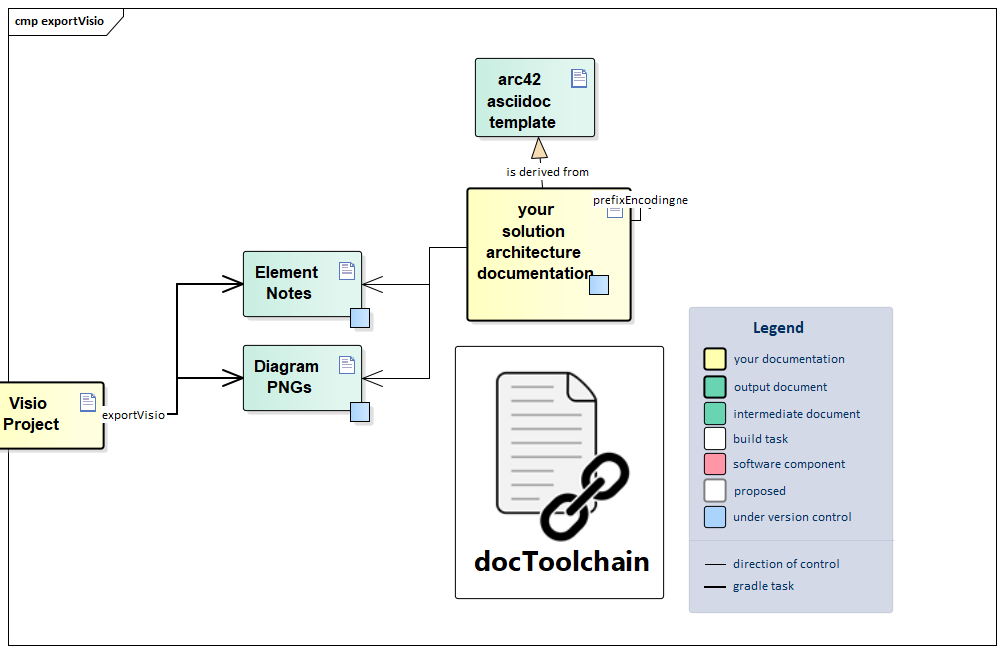 cmp exportVisio
arc42
asciidoc
template
is derived from
your
solution
architecture
documentation
prefixEncoding
Element
Notes
Diagram
PNGs
Visio
Project
exportVisio
docToolchain
Legend
your documentation
output document
intermediate document
build task
software component
proposed
under version control
direction of control
gradle task